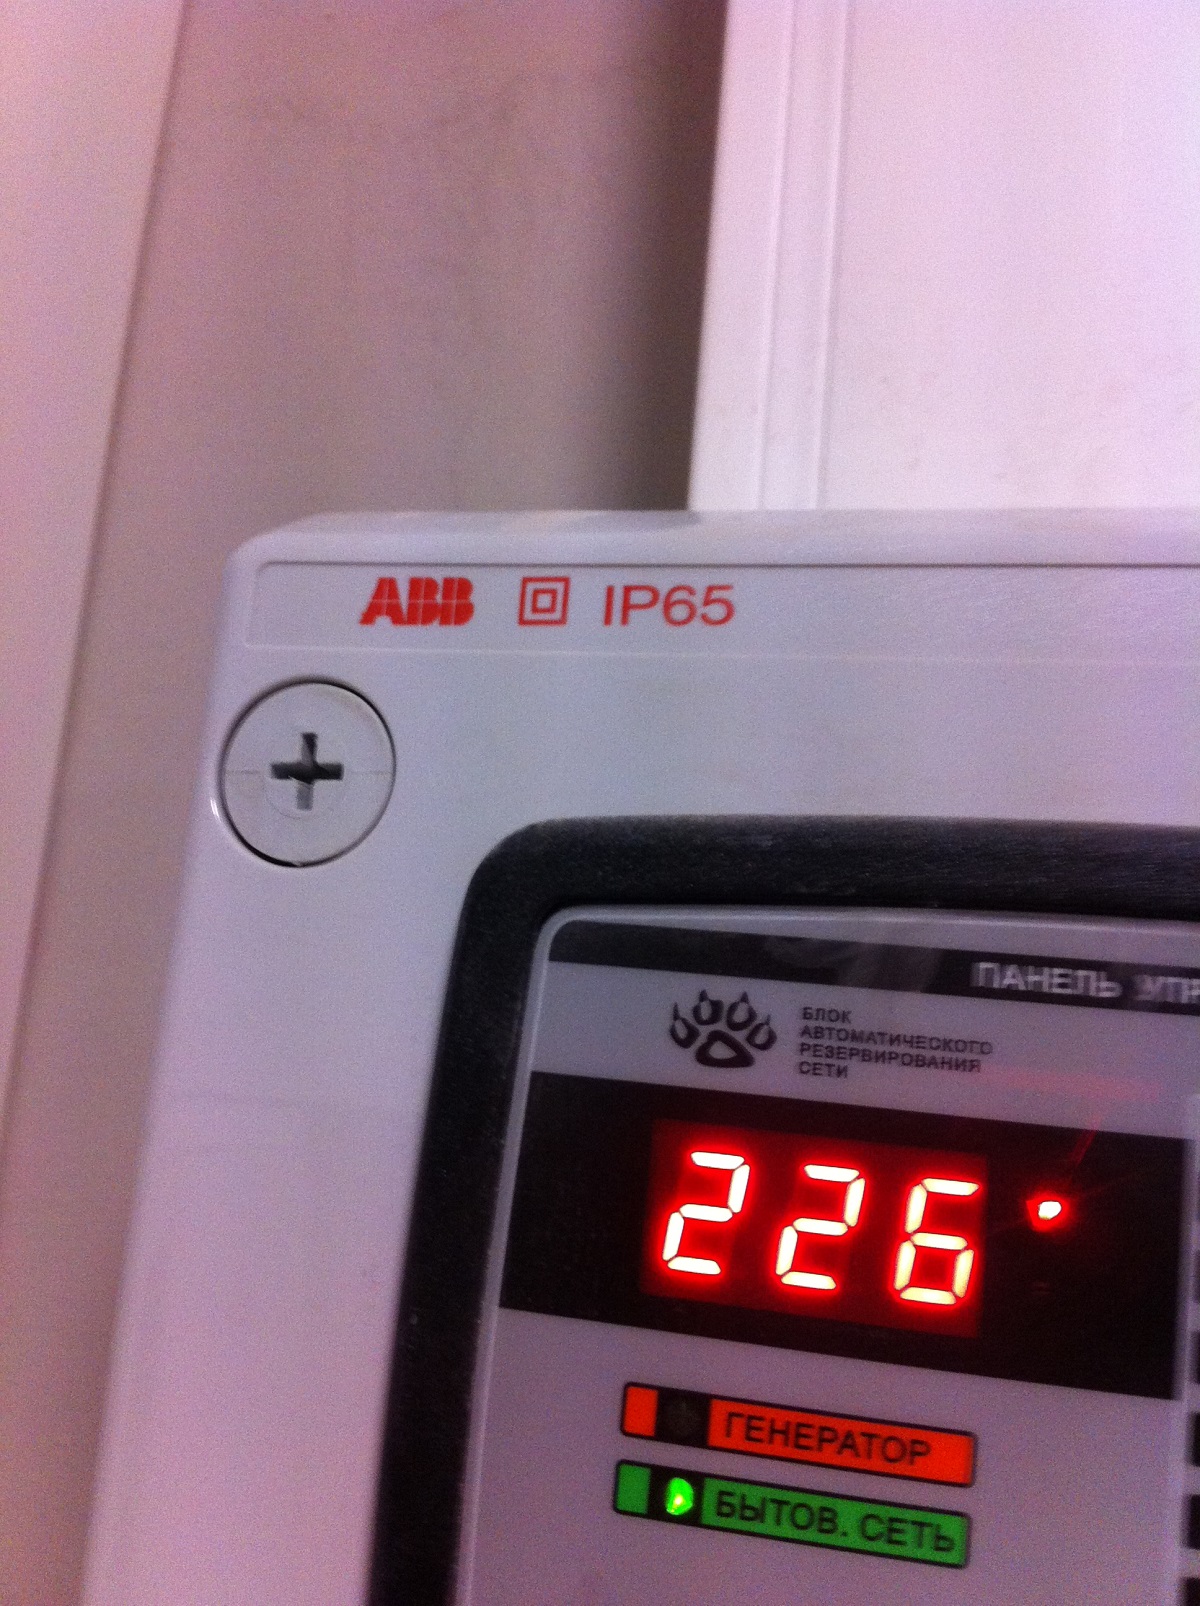 ABB IP65
ПАНЕЛЬ
БЛОК
АВТОМАТИЧЕСКОГО
РЕЗЕРВИРОВАНИЯ
СЕТИ
226
ГЕНЕРАТОР
БЫТОВ. СЕТЬ